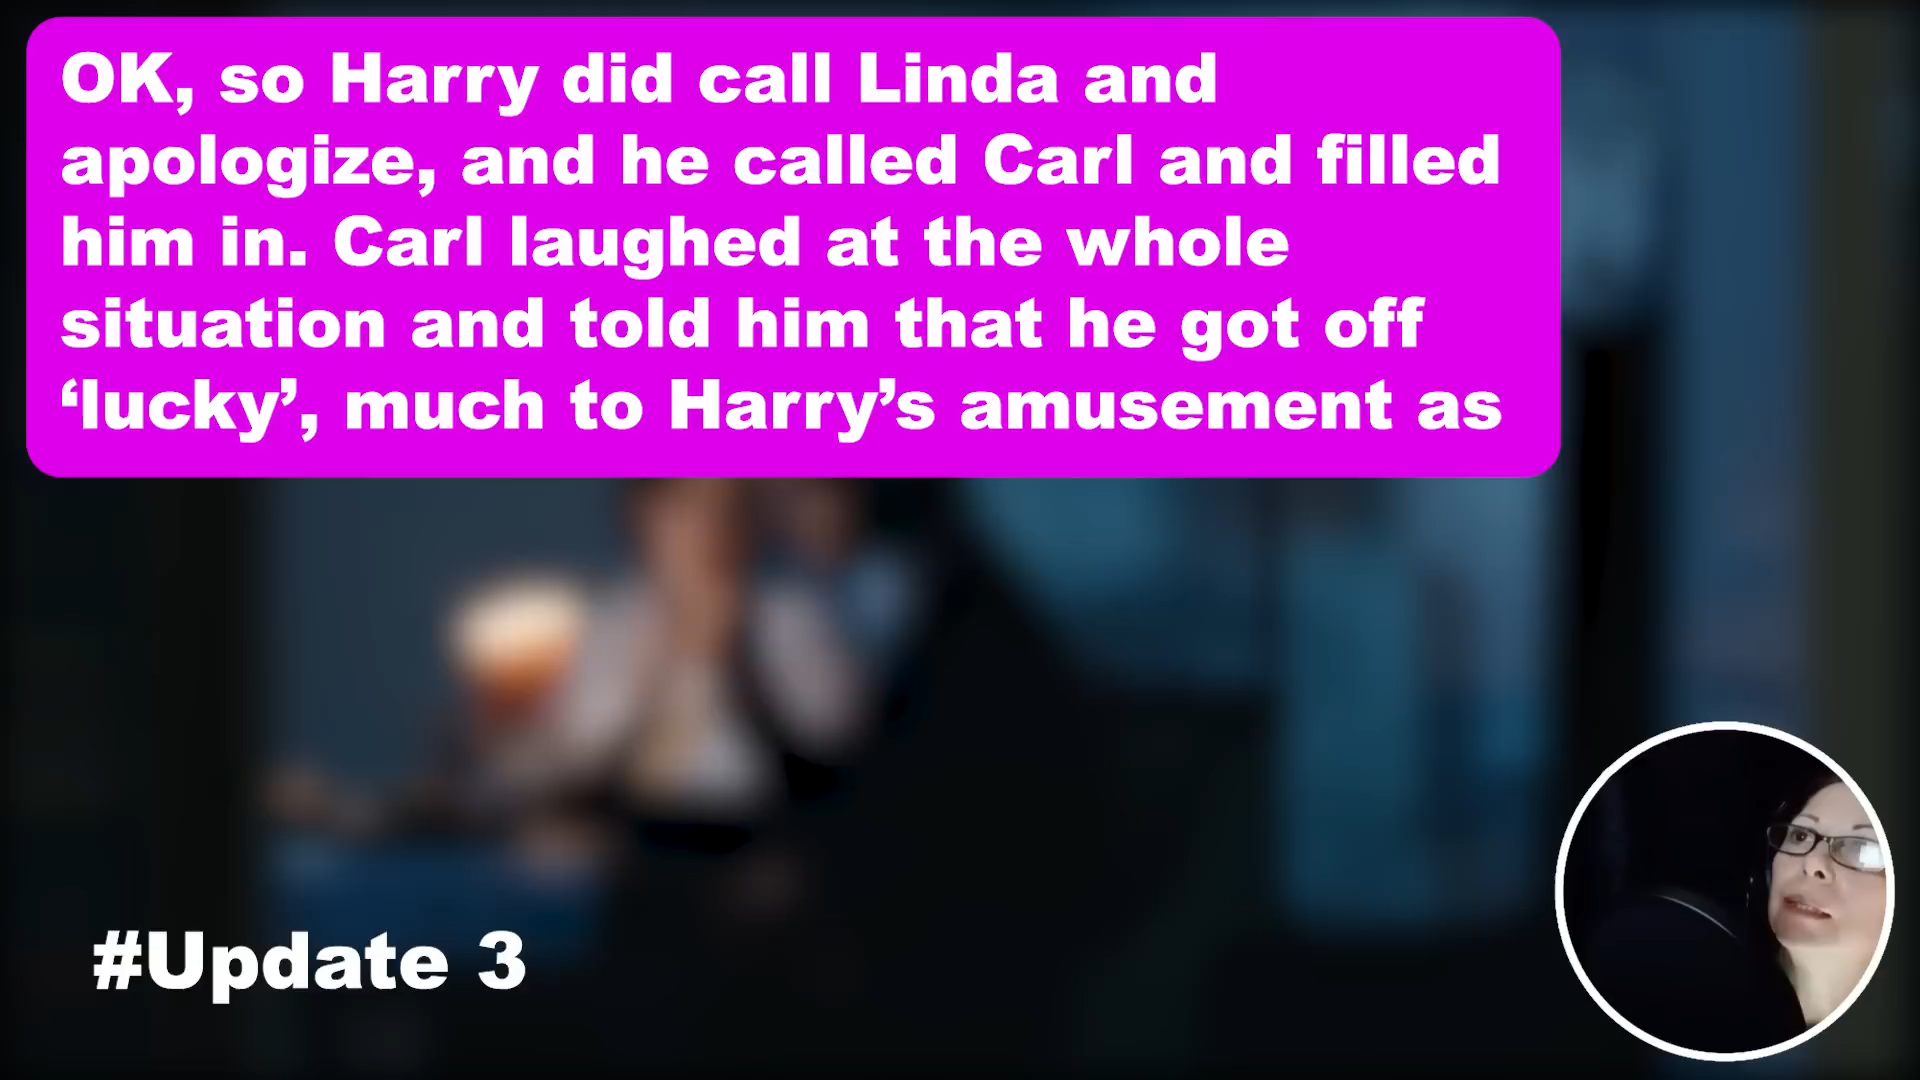 OK, so Harry did call Linda and
apologize, and he called Carl and filled
him in. Carl laughed at the whole
situation and told him that he got off
‘lucky’, much to Harry’s amusement as
#Update 3